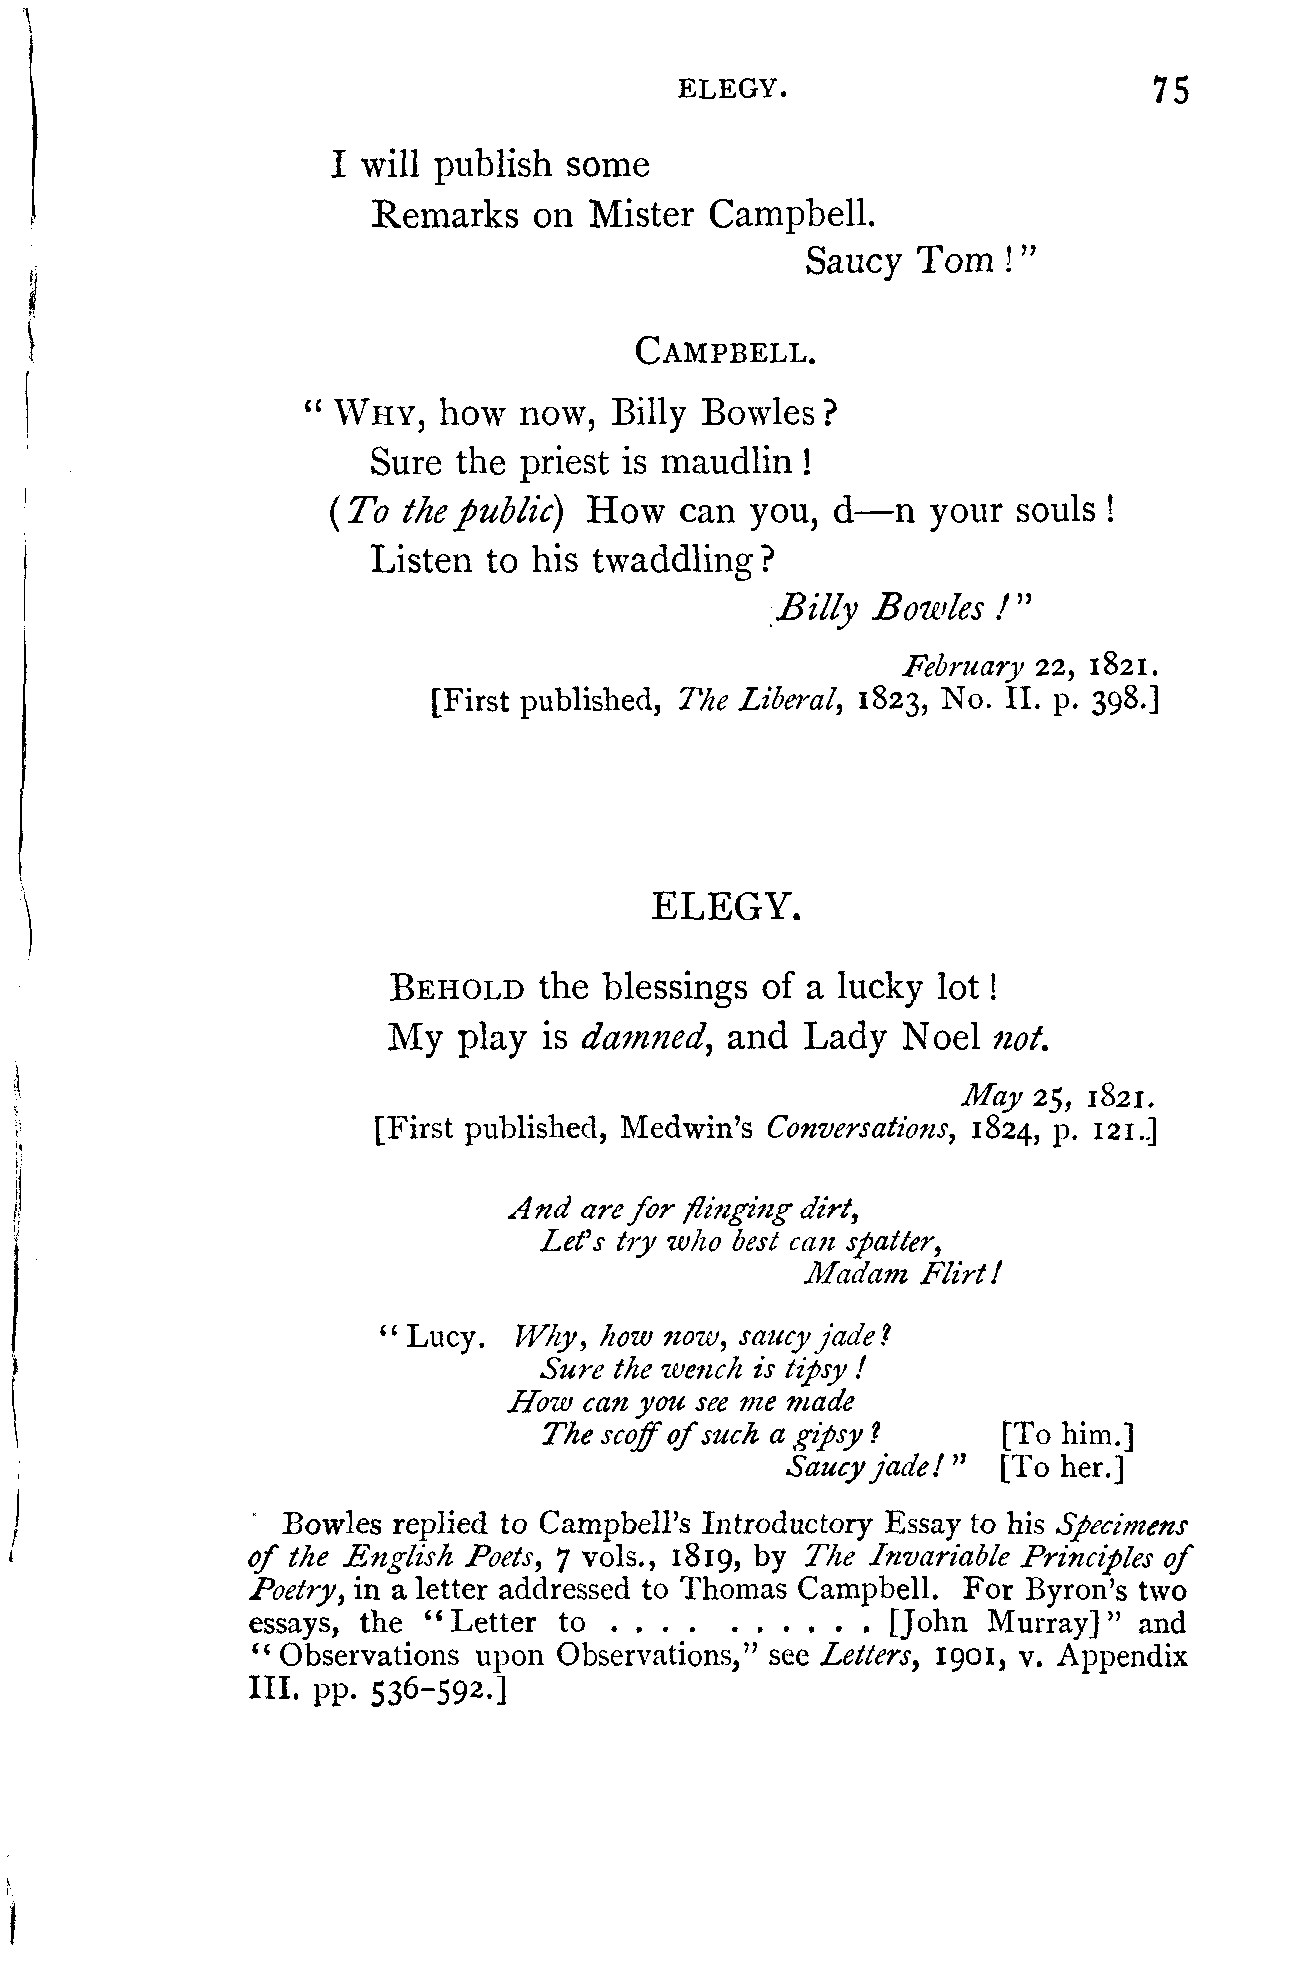 ELEGY. 75
I will publish some
Remarks on Mister Campbell.
Saucy Tom !"
CAMPBELL.
" WHY, how now, Billy Bowles ?
Sure the priest is maudlin !
(To the public) How can you, d—n your souls !
Listen to his twaddling ?
Billy Bowles !"
February 22, 1821.
[First published, The Liberal, 1823, No. II. p. 398.]
ELEGY.
BEHOLD the blessings of a lucky lot !
My play is damned, and Lady Noel not.
May 25, 1821.
[First published, Medwin's Conversations, 1824, p. 121.]
And are for flinging dirt,
Let's try who best can spatter,
Madam Flirt !
" Lucy. Why, how now, saucy jade ?
Sure the wench is tipsy !
How can you see me made
The scoff of such a gipsy ? [To him.]
Saucy jade ! " [To her.]
Bowles replied to Campbell's Introductory Essay to his Specimens
of the English Poets, 7 vols., 1819, by The Invariable Principles of
Poetry, in a letter addressed to Thomas Campbell. For Byron's two
essays, the "Letter to . . . . . . . . . . [John Murray]" and
"Observations upon Observations," see Letters, 1901, v. Appendix
III. pp. 536-592.]